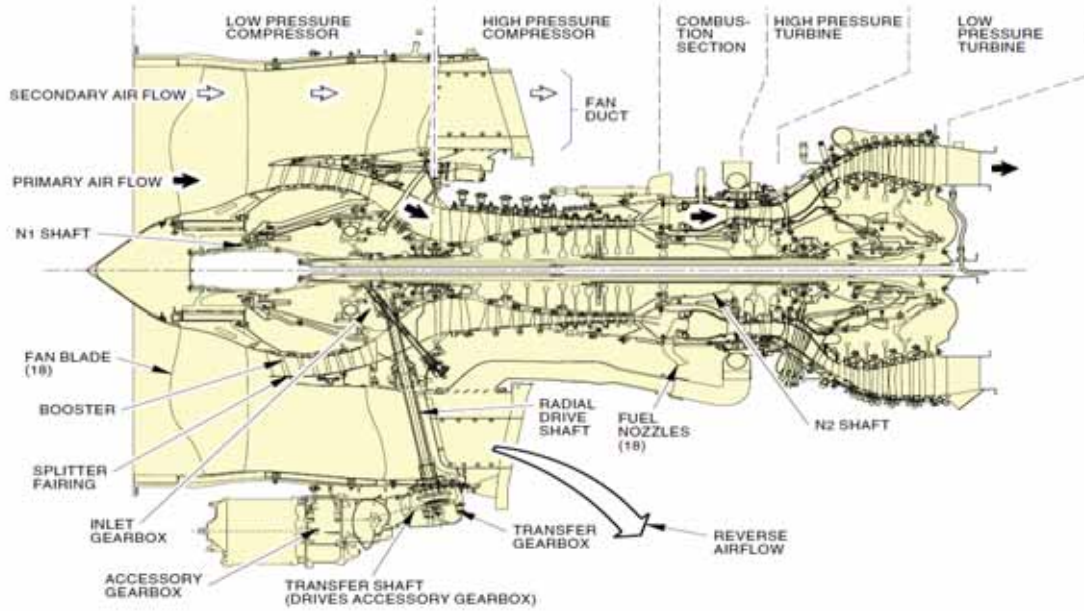 LOW PRESSURE
COMPRESSOR
HIGH PRESSURE
COMPRESSOR
COMBUS-
TION
SECTION
HIGH PRESSURE
TURBINE
LOW
PRESSURE
TURBINE
SECONDARY AIR FLOW
FAN
DUCT
PRIMARY AIR FLOW
N1 SHAFT
FAN BLADE
(18)
BOOSTER
SPLITTER
FAIRING
INLET
GEARBOX
ACCESSORY
GEARBOX
TRANSFER SHAFT
(DRIVES ACCESSORY GEARBOX)
RADIAL
DRIVE
SHAFT
TRANSFER
GEARBOX
FUEL
NOZZLES
(18)
N2 SHAFT
REVERSE
AIRFLOW